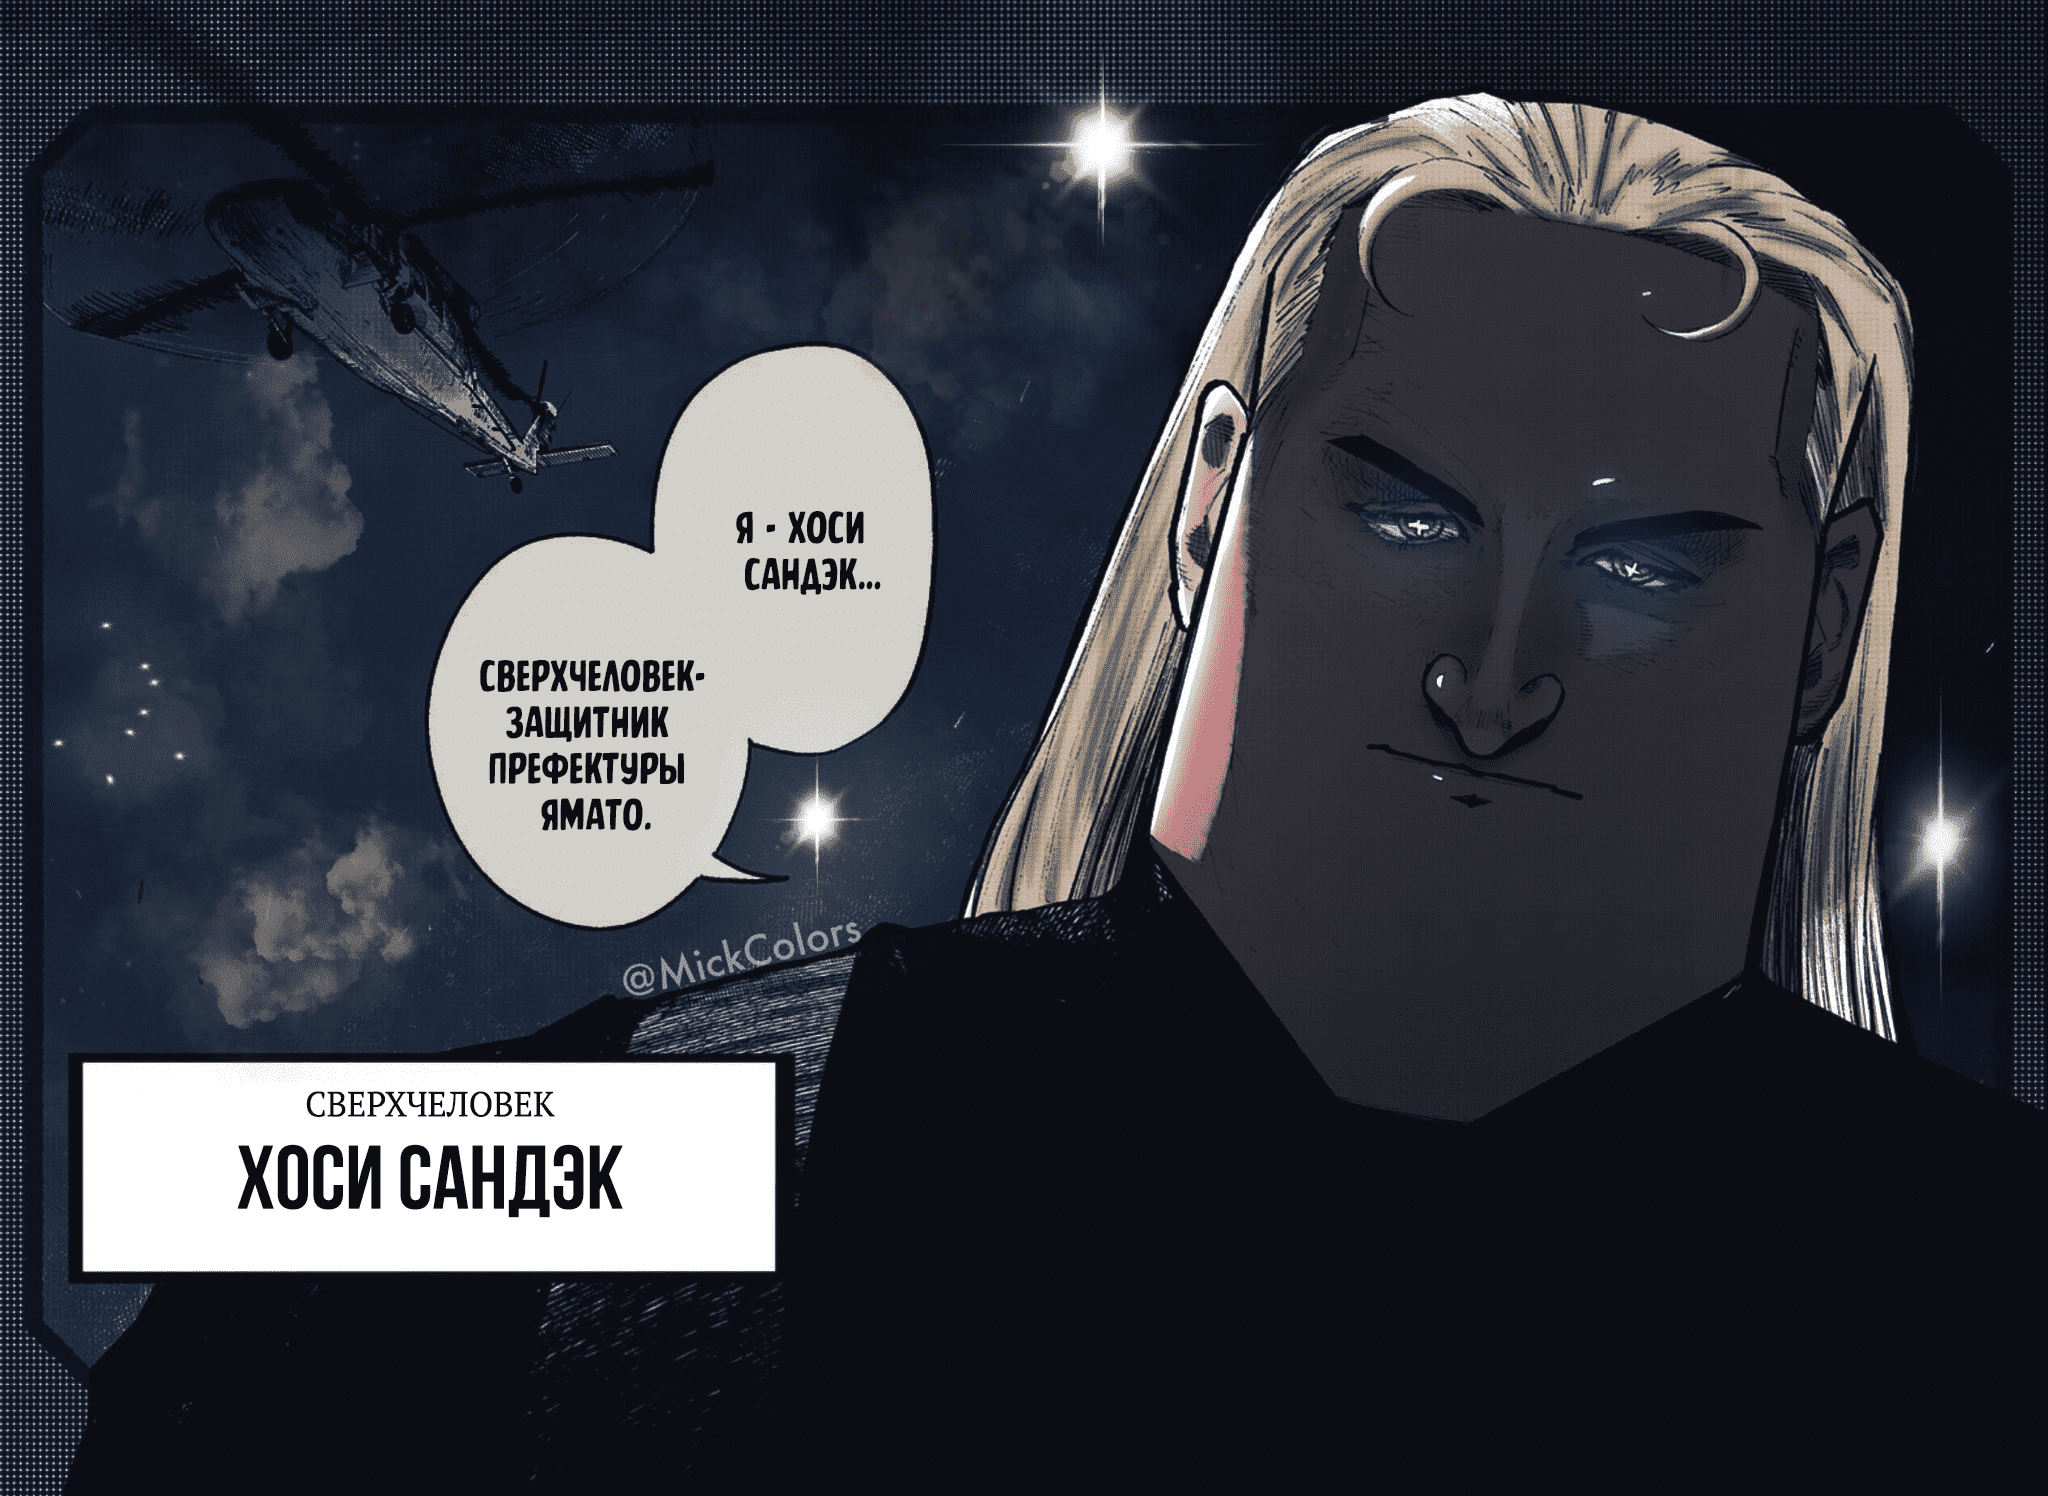 Я - ХОСИ
САНДЭК...
СВЕРХЧЕЛОВЕК-
ЗАЩИТНИК
ПРЕФЕКТУРЫ
ЯМАТО.
@MickColors
СВЕРХЧЕЛОВЕК
ХОСИ САНДЭК